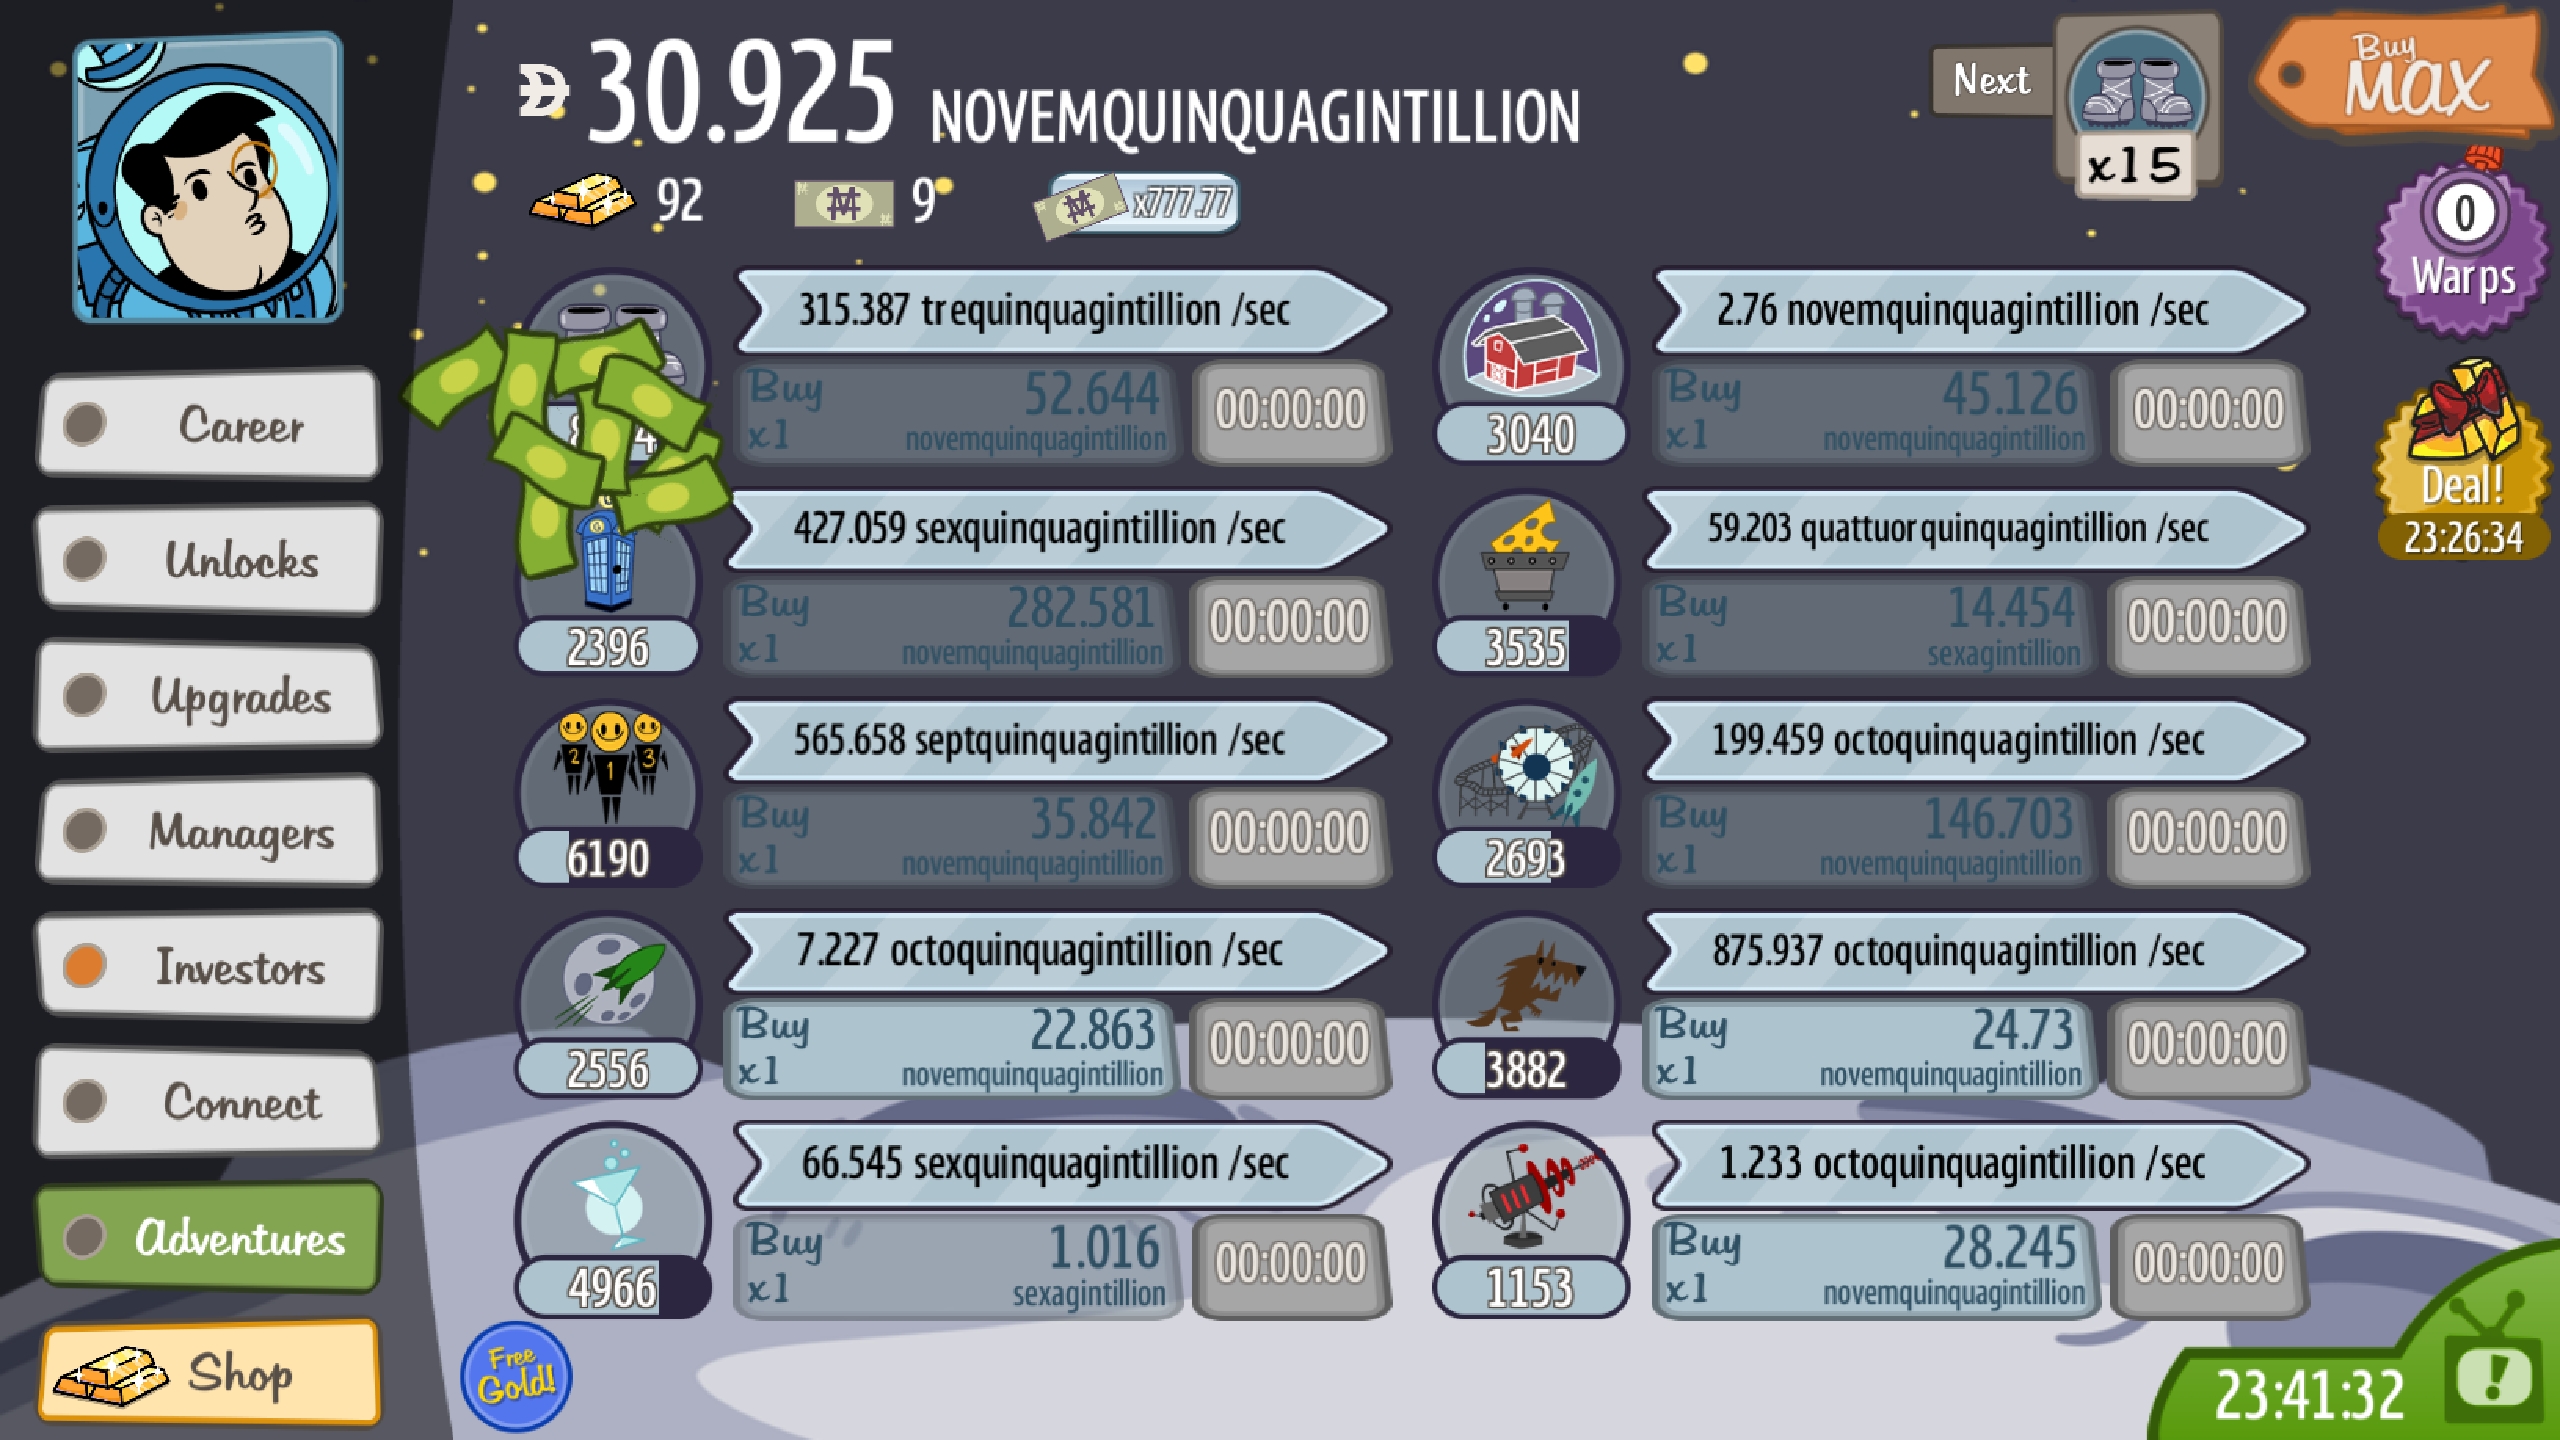 30.925 NOVEMQUINQUAGINTILLION
Next
x15
Buy
MAX
92
9
x777.77
0
Warps
Deal!
23:26:34
Career
Unlocks
Upgrades
Managers
Investors
Connect
Adventures
Shop
315.387 trequinquagintillion /sec
Buy
x1
52.644
novemquinquagintillion
00:00:00
2.76 novemquinquagintillion /sec
3040
Buy
x1
45.126
novemquinquagintillion
00:00:00
427.059 sexquinquagintillion /sec
2396
Buy
x1
282.581
novemquinquagintillion
00:00:00
59.203 quattuorquinquagintillion /sec
3535
Buy
x1
14.454
sexagintillion
00:00:00
565.658 septquinquagintillion /sec
2
1
3
6190
Buy
x1
35.842
novemquinquagintillion
00:00:00
199.459 octoquinquagintillion /sec
2693
Buy
x1
146.703
novemquinquagintillion
00:00:00
7.227 octoquinquagintillion /sec
2556
Buy
x1
22.863
novemquinquagintillion
00:00:00
875.937 octoquinquagintillion /sec
3882
Buy
x1
24.73
novemquinquagintillion
00:00:00
66.545 sexquinquagintillion /sec
4966
Buy
x1
1.016
sexagintillion
00:00:00
1.233 octoquinquagintillion /sec
1153
Buy
x1
28.245
novemquinquagintillion
00:00:00
Free
Gold!
23:41:32
!